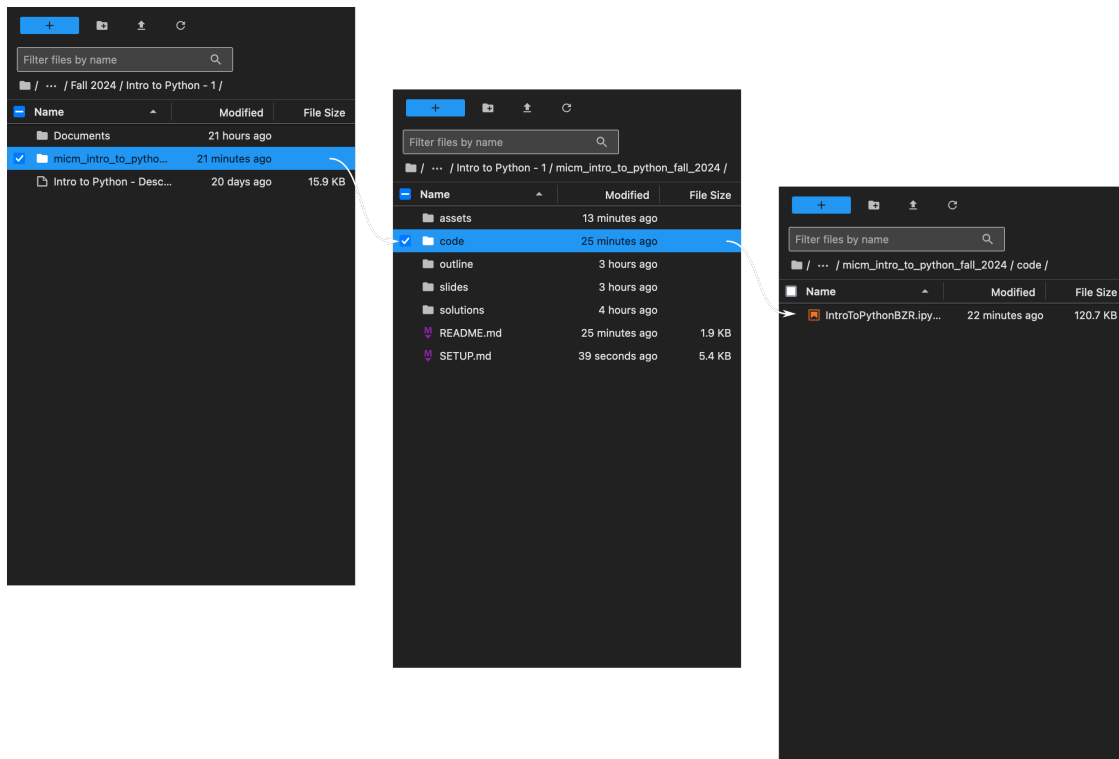 Filter files by name
/ ... / Fall 2024 / Intro to Python - 1 /
Name Modified File Size
Documents 21 hours ago
micm_intro_to_pytho... 21 minutes ago
Intro to Python - Desc... 20 days ago 15.9 KB
Filter files by name
/ ... / Intro to Python - 1 / micm_intro_to_python_fall_2024 /
Name Modified File Size
assets 13 minutes ago
code 25 minutes ago
outline 3 hours ago
slides 3 hours ago
solutions 4 hours ago
M README.md 25 minutes ago 1.9 KB
M SETUP.md 39 seconds ago 5.4 KB
Filter files by name
/ ... / micm_intro_to_python_fall_2024 / code /
Name Modified File Size
IntroToPythonBZR.ipy... 22 minutes ago 120.7 KB